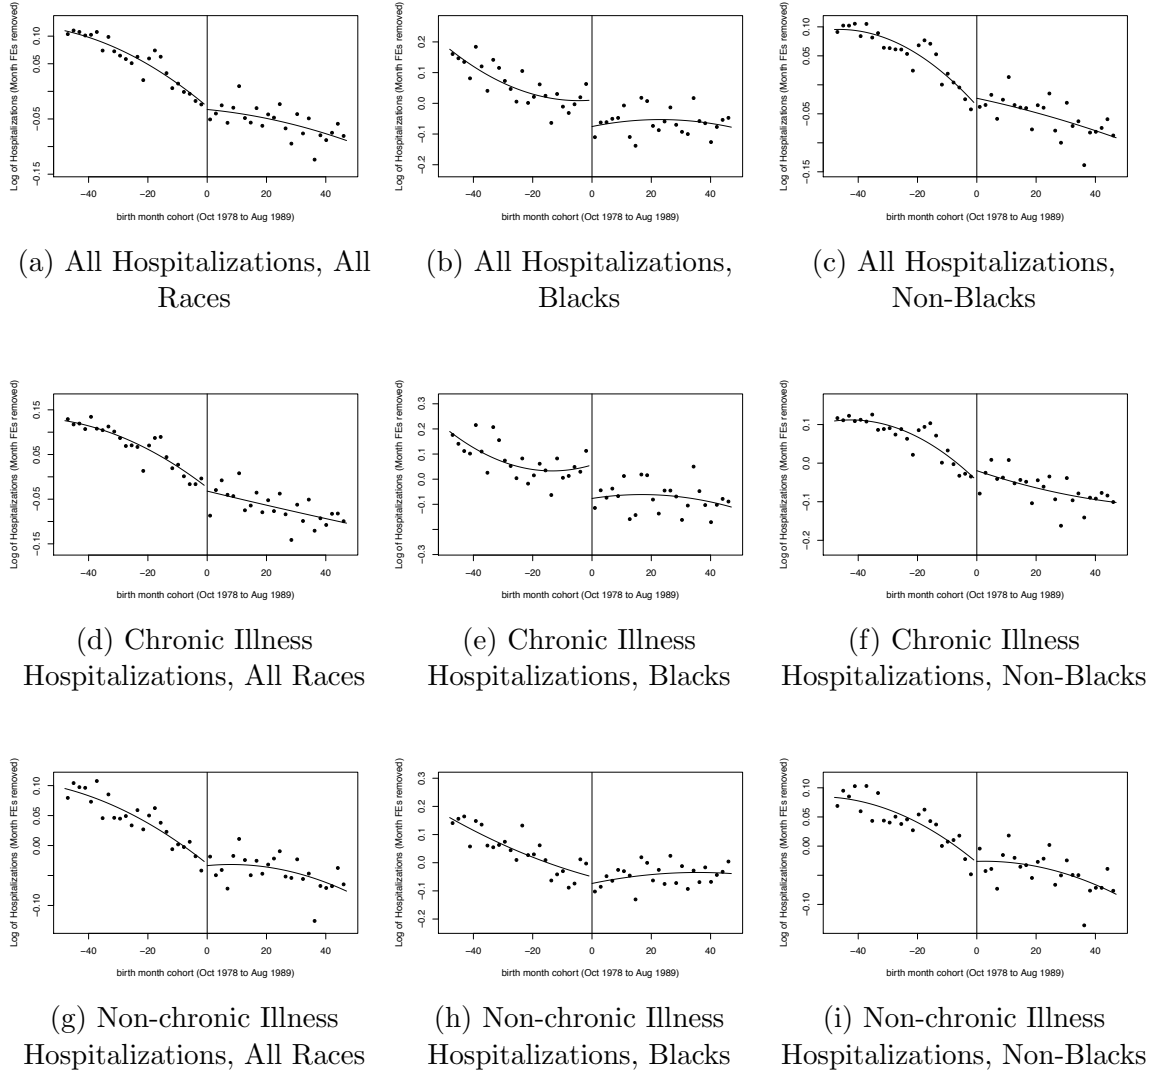 Log of Hospitalizations (Month FEs removed)
0.10
0.05
−0.05
−0.15
−40 −20 0 20 40
birth month cohort (Oct 1978 to Aug 1989)
(a) All Hospitalizations, All
Races
Log of Hospitalizations (Month FEs removed)
0.2
0.1
0.0
−0.1
−0.2
−40 −20 0 20 40
birth month cohort (Oct 1978 to Aug 1989)
(b) All Hospitalizations,
Blacks
Log of Hospitalizations (Month FEs removed)
0.10
0.05
−0.05
−0.15
−40 −20 0 20 40
birth month cohort (Oct 1978 to Aug 1989)
(c) All Hospitalizations,
Non-Blacks
Log of Hospitalizations (Month FEs removed)
0.15
0.05
−0.05
−0.15
−40 −20 0 20 40
birth month cohort (Oct 1978 to Aug 1989)
(d) Chronic Illness
Hospitalizations, All Races
Log of Hospitalizations (Month FEs removed)
0.3
0.2
0.1
−0.1
−0.3
−40 −20 0 20 40
birth month cohort (Oct 1978 to Aug 1989)
(e) Chronic Illness
Hospitalizations, Blacks
Log of Hospitalizations (Month FEs removed)
0.1
0.0
−0.1
−0.2
−40 −20 0 20 40
birth month cohort (Oct 1978 to Aug 1989)
(f) Chronic Illness
Hospitalizations, Non-Blacks
Log of Hospitalizations (Month FEs removed)
0.10
0.05
0.00
−0.10
−40 −20 0 20 40
birth month cohort (Oct 1978 to Aug 1989)
(g) Non-chronic Illness
Hospitalizations, All Races
Log of Hospitalizations (Month FEs removed)
0.3
0.2
0.1
0.0
−0.1
−0.2
−40 −20 0 20 40
birth month cohort (Oct 1978 to Aug 1989)
(h) Non-chronic Illness
Hospitalizations, Blacks
Log of Hospitalizations (Month FEs removed)
0.10
0.05
0.00
−0.10
−40 −20 0 20 40
birth month cohort (Oct 1978 to Aug 1989)
(i) Non-chronic Illness
Hospitalizations, Non-Blacks